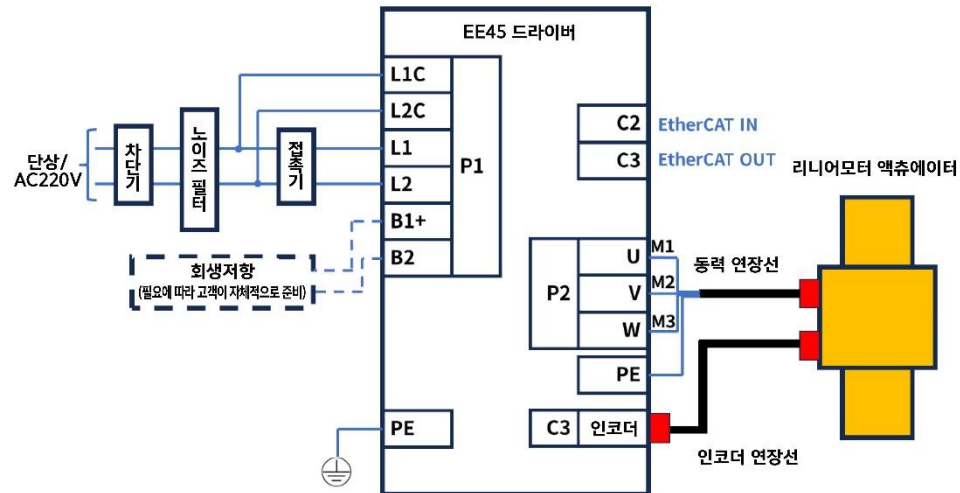 EE45 드라이버
L1C
L2C
L1
L2
B1+
B2
P1
단상/
AC220V
차단기
노이즈 필터
접촉기
회생저항
(필요에 따라 고객이 자체적으로 준비)
PE
C2
EtherCAT IN
C3
EtherCAT OUT
리니어모터 액츄에이터
P2
U
M1
V
M2
W
M3
PE
동력 연장선
C3
인코더
인코더 연장선